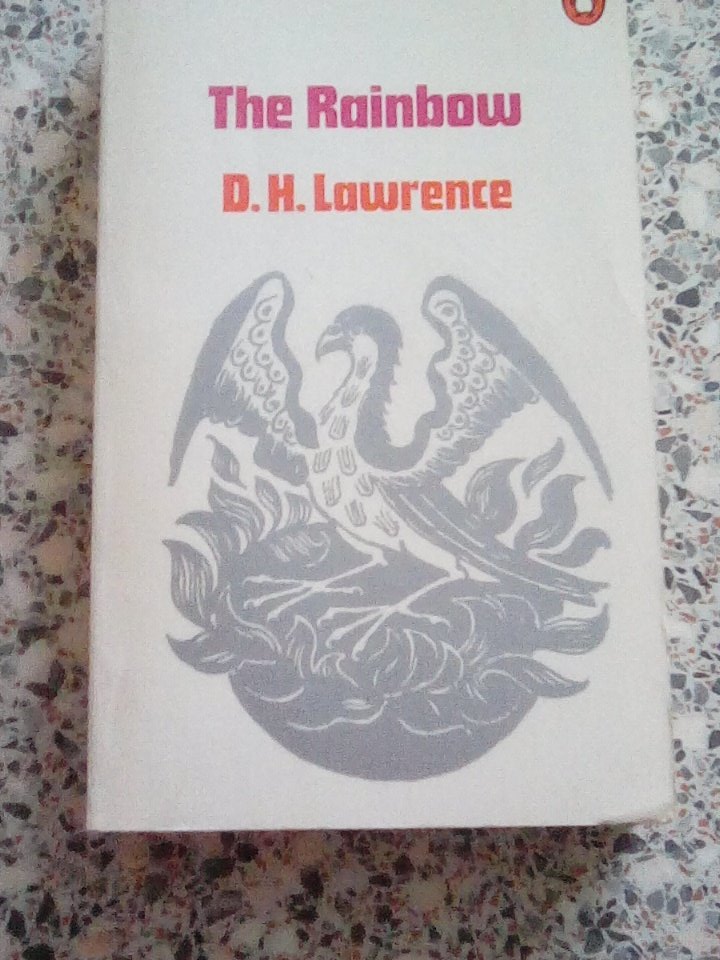 The Rainbow
D. H. Lawrence